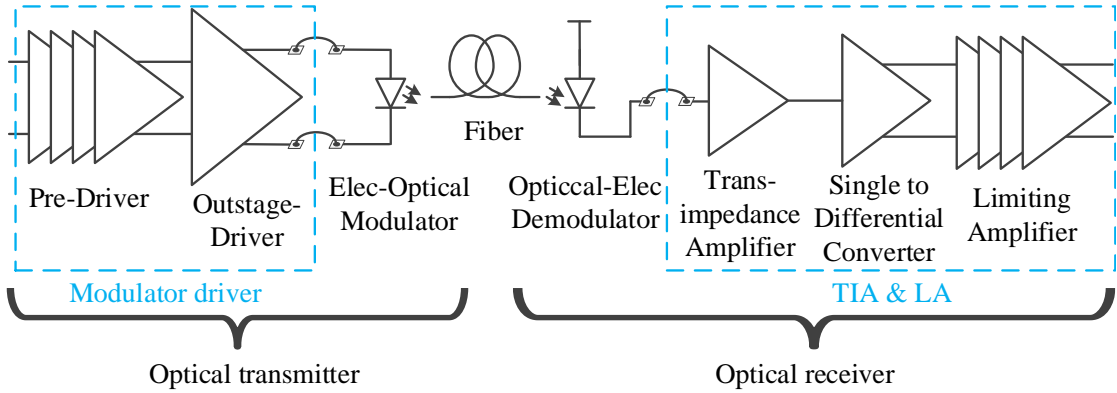 Fiber
Pre-Driver
Outstage-
Driver
Elec-Optical
Modulator
Opticcal-Elec
Demodulator
Trans-
impedance
Amplifier
Single to
Differential
Converter
Limiting
Amplifier
Modulator driver
TIA & LA
Optical transmitter
Optical receiver